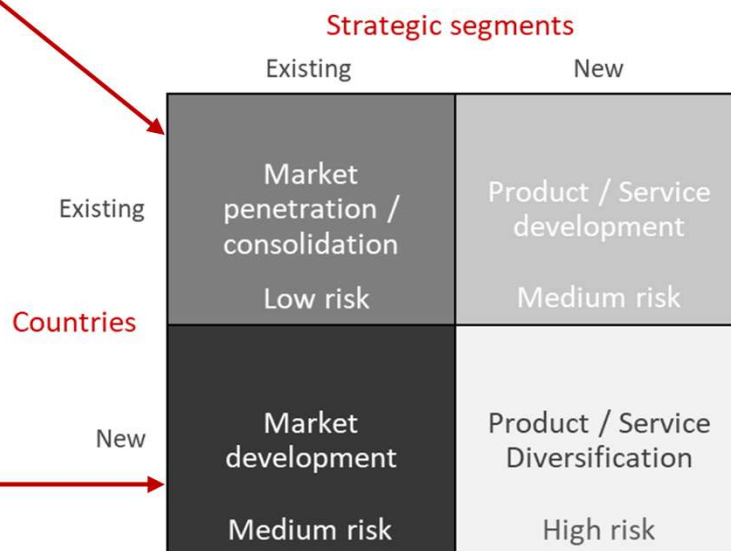 Strategic segments
Existing
New
Existing
Market
penetration /
consolidation
Low risk
Product / Service
development
Medium risk
Countries
New
Market
development
Medium risk
Product / Service
Diversification
High risk